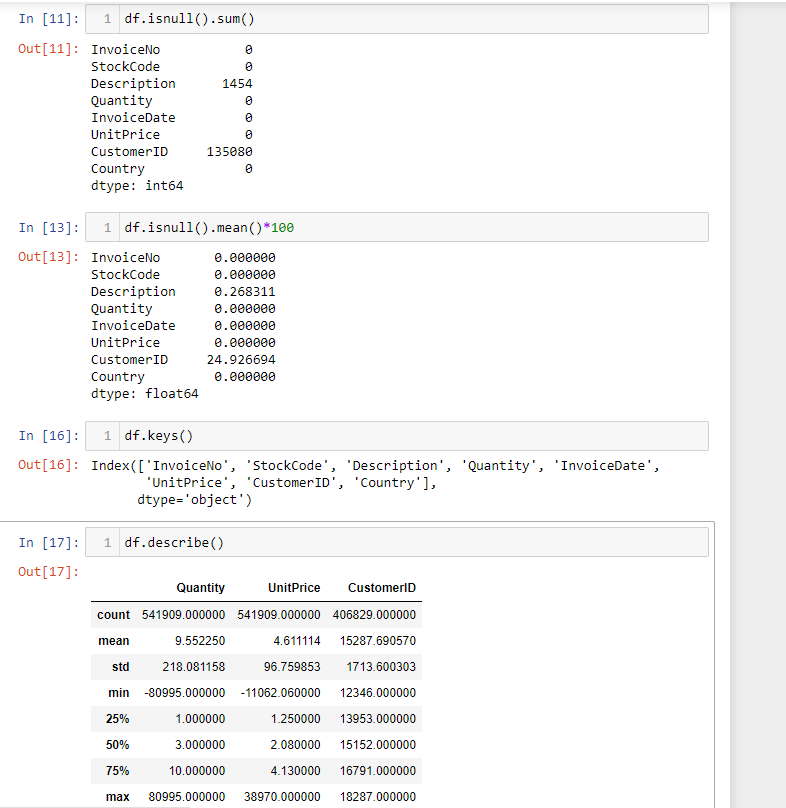 In [11]: 1 df.isnull().sum()
Out[11]: InvoiceNo 0
StockCode 0
Description 1454
Quantity 0
InvoiceDate 0
UnitPrice 0
CustomerID 135080
Country 0
dtype: int64
In [13]: 1 df.isnull().mean()*100
Out[13]: InvoiceNo 0.000000
StockCode 0.000000
Description 0.268311
Quantity 0.000000
InvoiceDate 0.000000
UnitPrice 0.000000
CustomerID 24.926694
Country 0.000000
dtype: float64
In [16]: 1 df.keys()
Out[16]: Index(['InvoiceNo', 'StockCode', 'Description', 'Quantity', 'InvoiceDate',
'UnitPrice', 'CustomerID', 'Country'],
dtype='object')
In [17]: 1 df.describe()
Out[17]:
Quantity UnitPrice CustomerID
count 541909.000000 541909.000000 406829.000000
mean 9.552250 4.611114 15287.690570
std 218.081158 96.759853 1713.600303
min -80995.000000 -11062.060000 12346.000000
25% 1.000000 1.250000 13953.000000
50% 3.000000 2.080000 15152.000000
75% 10.000000 4.130000 16791.000000
max 80995.000000 38970.000000 18287.000000